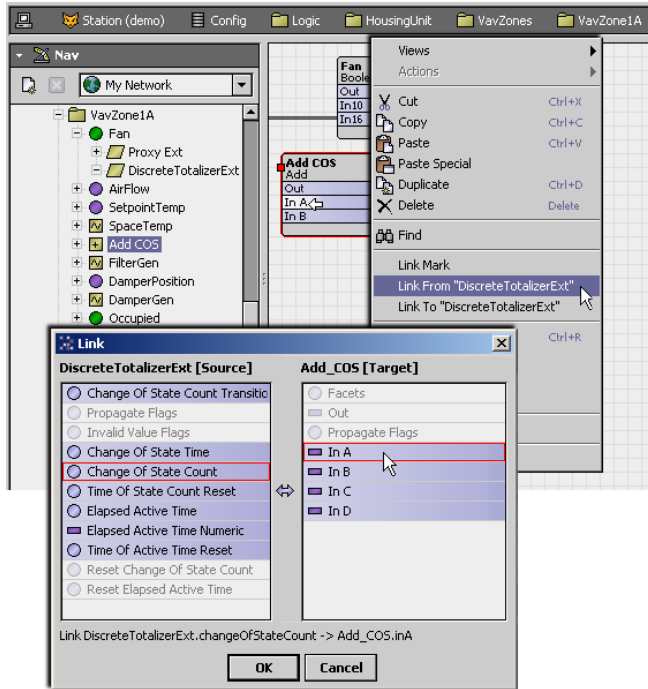 Station (demo) Config Logic HousingUnit VavZones VavZone1A
Nav
My Network
VavZone1A
Fan
Proxy Ext
DiscreteTotalizerExt
AirFlow
SetpointTemp
SpaceTemp
Add COS
FilterGen
DamperPosition
DamperGen
Occupied
Fan
Boole
Out
In10
In16
Add COS
Add
Out
In A
In B
Views
Actions
Cut Ctrl+X
Copy Ctrl+C
Paste Ctrl+V
Paste Special
Duplicate Ctrl+D
Delete Delete
Find
Link Mark
Link From "DiscreteTotalizerExt"
Link To "DiscreteTotalizerExt"
Ctrl+R
Link
DiscreteTotalizerExt [Source] Add_COS [Target]
Change Of State Count Transitio
Propagate Flags
Invalid Value Flags
Change Of State Time
Change Of State Count
Time Of State Count Reset
Elapsed Active Time
Elapsed Active Time Numeric
Time Of Active Time Reset
Reset Change Of State Count
Reset Elapsed Active Time
Facets
Out
Propagate Flags
In A
In B
In C
In D
Link DiscreteTotalizerExt.changeOfStateCount -> Add_COS.inA
OK Cancel